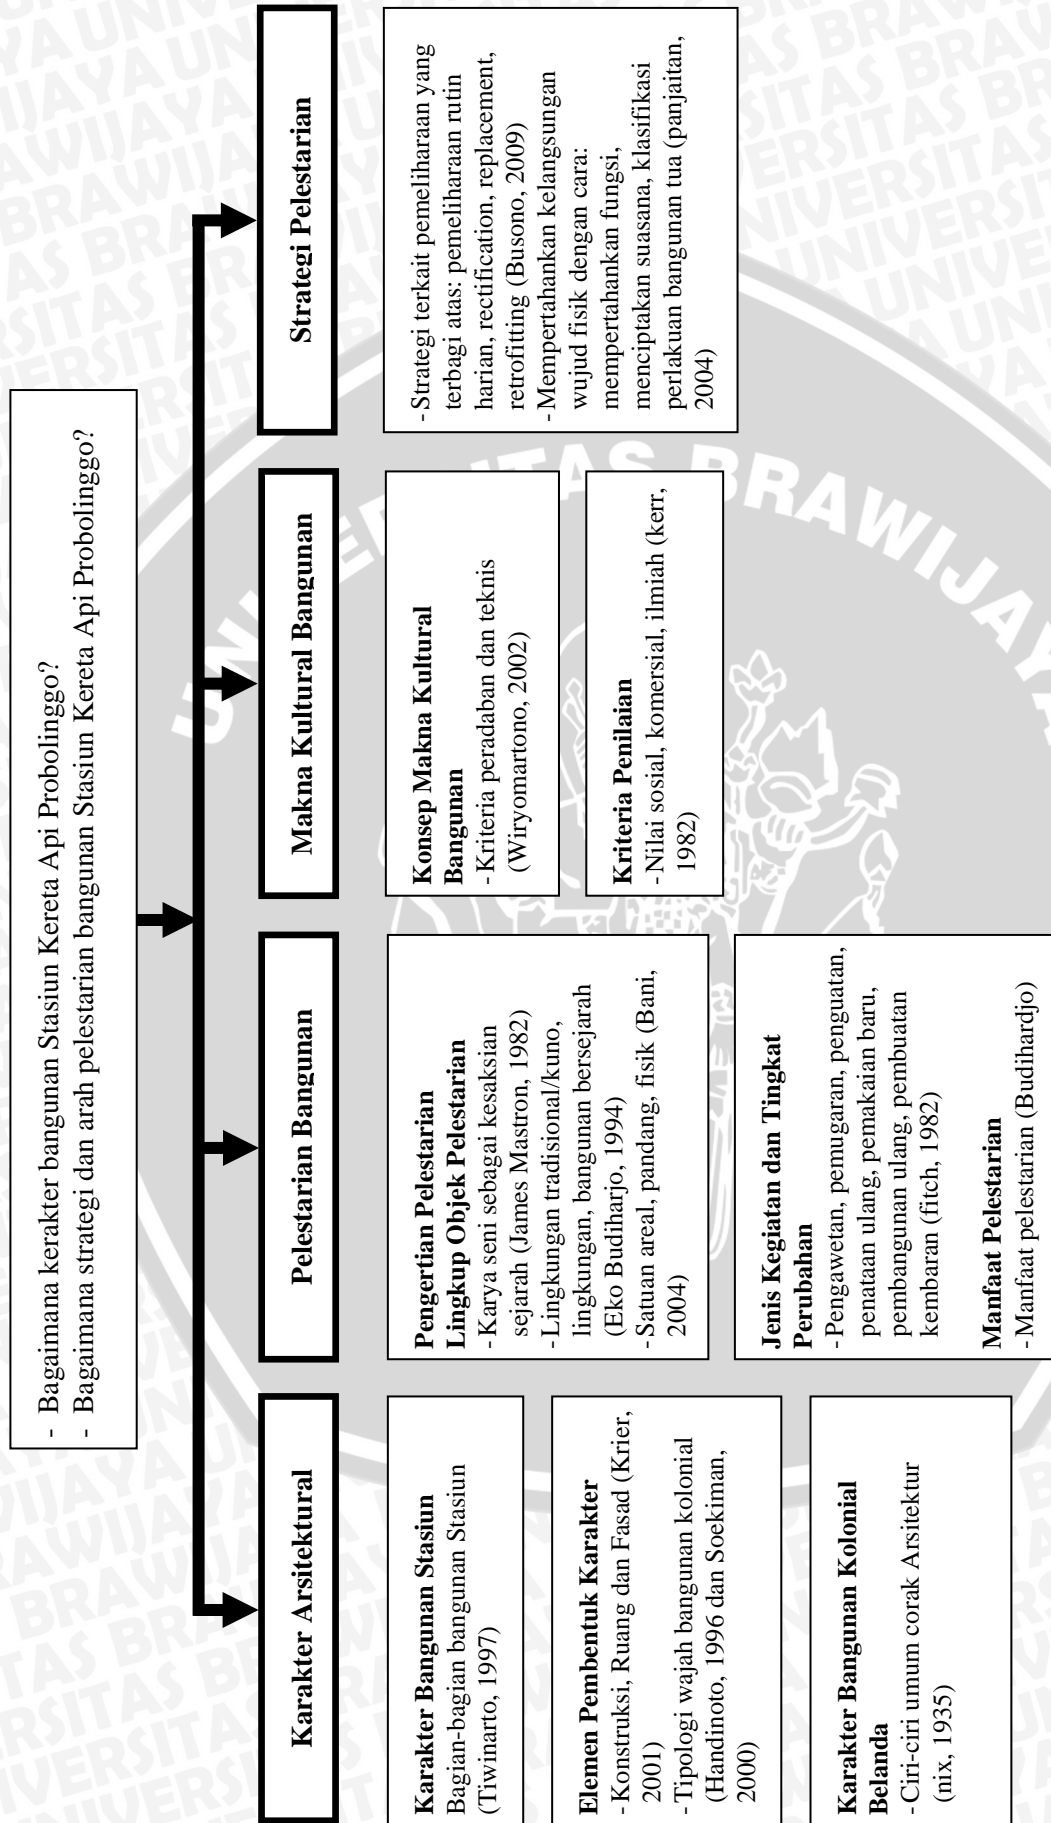 - Bagaimana kerakter bangunan Stasiun Kereta Api Probolinggo?
- Bagaimana strategi dan arah pelestarian bangunan Stasiun Kereta Api Probolinggo?
Karakter Arsitektural
Karakter Bangunan Stasiun
Bagian-bagian bangunan Stasiun
(Tiwinarto, 1997)
Elemen Pembentuk Karakter
- Konstruksi, Ruang dan Fasad (Krier,
2001)
- Tipologi wajah bangunan kolonial
(Handinoto, 1996 dan Soekiman,
2000)
Karakter Bangunan Kolonial
Belanda
- Ciri-ciri umum corak Arsitektur
(nix, 1935)
Pelestarian Bangunan
Pengertian Pelestarian
Lingkup Objek Pelestarian
- Karya seni sebagai kesaksian
sejarah (James Mastron, 1982)
- Lingkungan tradisional/kuno,
lingkungan, bangunan bersejarah
(Eko Budiharjo, 1994)
- Satuan areal, pandang, fisik (Bani,
2004)
Jenis Kegiatan dan Tingkat
Perubahan
- Pengawetan, pemugaran, penguatan,
penataan ulang, pemakaian baru,
pembangunan ulang, pembuatan
kembaran (fitch, 1982)
Manfaat Pelestarian
- Manfaat pelestarian (Budihardjo)
Makna Kultural Bangunan
Konsep Makna Kultural
Bangunan
- Kriteria peradaban dan teknis
(Wiryomartono, 2002)
Kriteria Penilaian
- Nilai sosial, komersial, ilmiah (kerr,
1982)
Strategi Pelestarian
- Strategi terkait pemeliharaan yang
terbagi atas: pemeliharaan rutin
harian, rectification, replacement,
retrofitting (Busono, 2009)
- Mempertahankan kelangsungan
wujud fisik dengan cara:
mempertahankan fungsi,
menciptakan suasana, klasifikasi
perlakuan bangunan tua (panjaitan,
2004)